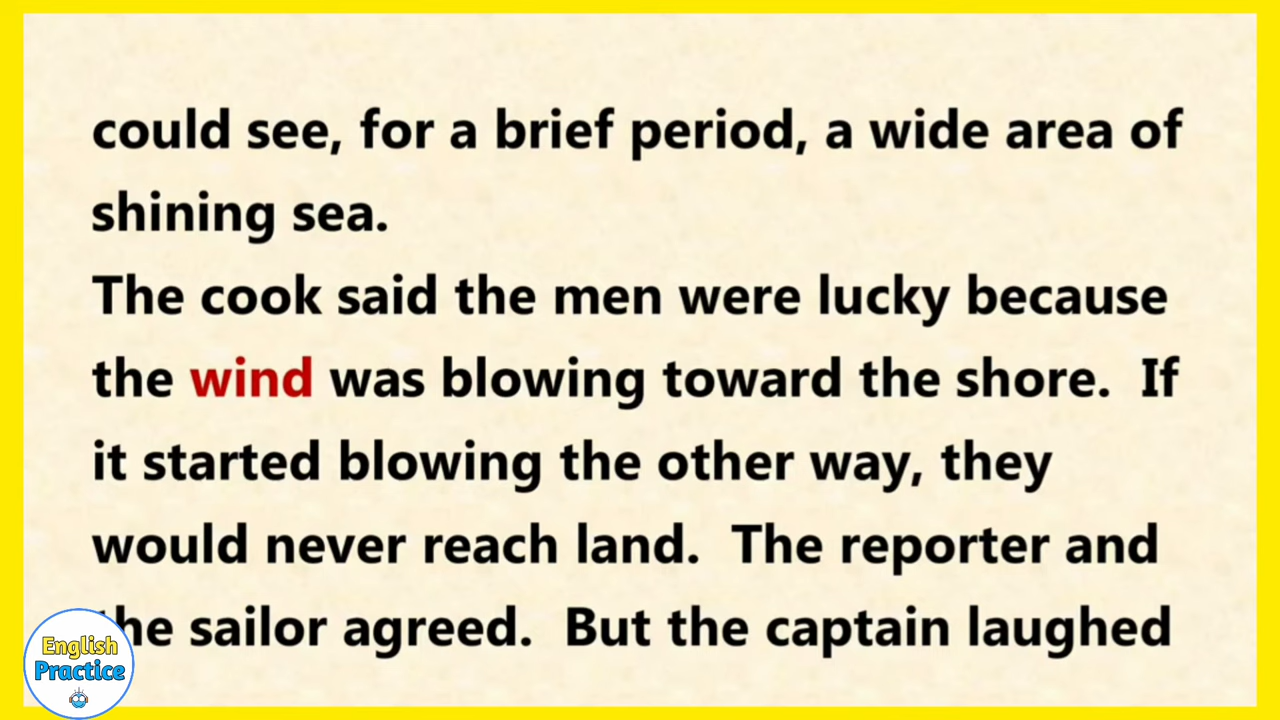 could see, for a brief period, a wide area of
shining sea.
The cook said the men were lucky because
the wind was blowing toward the shore.  If
it started blowing the other way, they
would never reach land.  The reporter and
the sailor agreed.  But the captain laughed
English
Practice